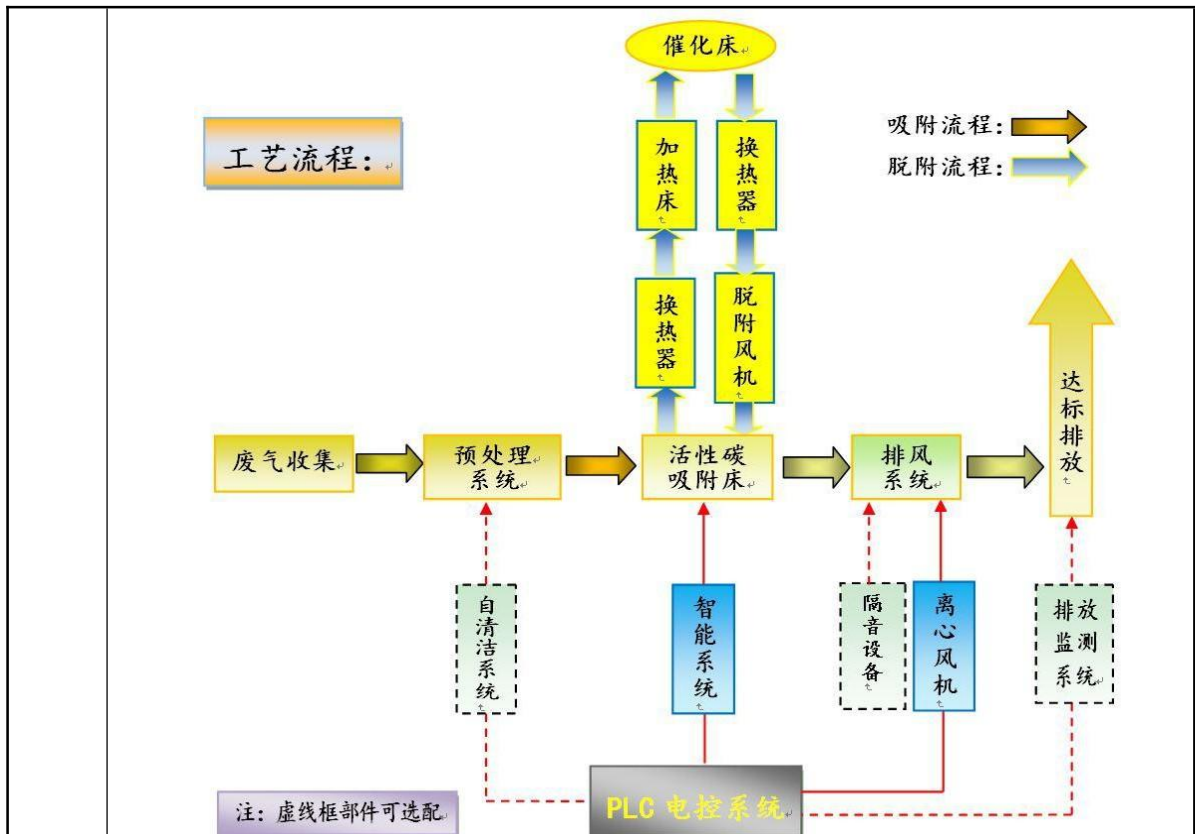 催化床
工艺流程:
吸附流程:
脱附流程:
加热床
换热器
换热器
脱附风机
达标排放
废气收集
预处理
系统
活性碳
吸附床
排风
系统
自清洁系统
智能系统
隔音设备
离心风机
排放
监测
系统
PLC 电控系统
注: 虚线框部件可选配